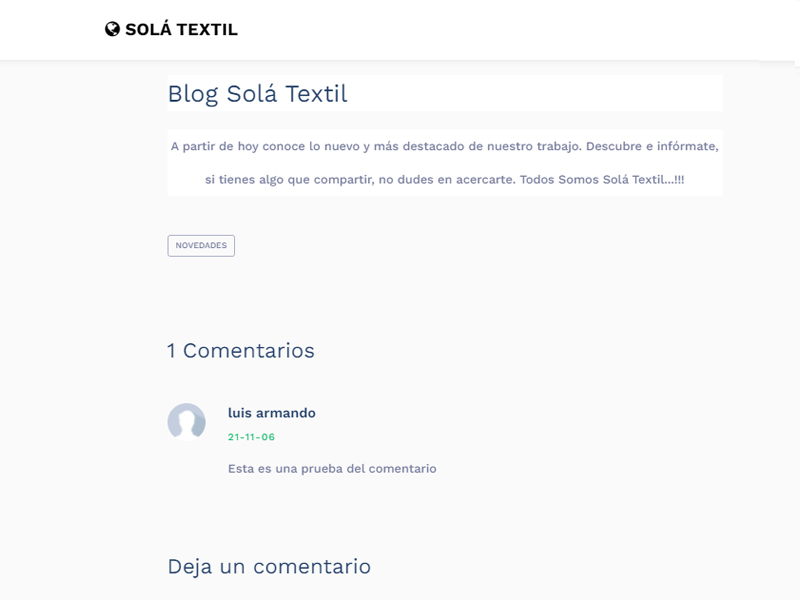 SOLÁ TEXTIL
Blog Solá Textil
A partir de hoy conoce lo nuevo y más destacado de nuestro trabajo. Descubre e infórmate,
si tienes algo que compartir, no dudes en acercarte. Todos Somos Solá Textil...!!!
NOVEDADES
1 Comentarios
luis armando
21-11-06
Esta es una prueba del comentario
Deja un comentario